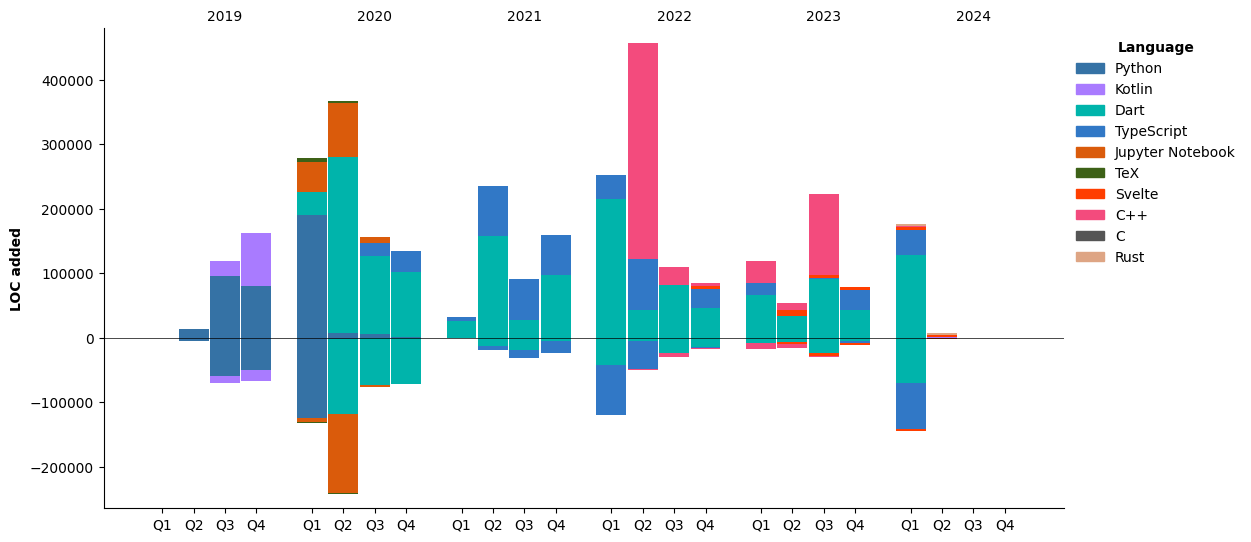 2019 2020 2021 2022 2023 2024
LOC added
400000
300000
200000
100000
0
−100000
−200000
Q1 Q2 Q3 Q4 Q1 Q2 Q3 Q4 Q1 Q2 Q3 Q4 Q1 Q2 Q3 Q4 Q1 Q2 Q3 Q4 Q1 Q2 Q3 Q4
Language
Python
Kotlin
Dart
TypeScript
Jupyter Notebook
TeX
Svelte
C++
C
Rust